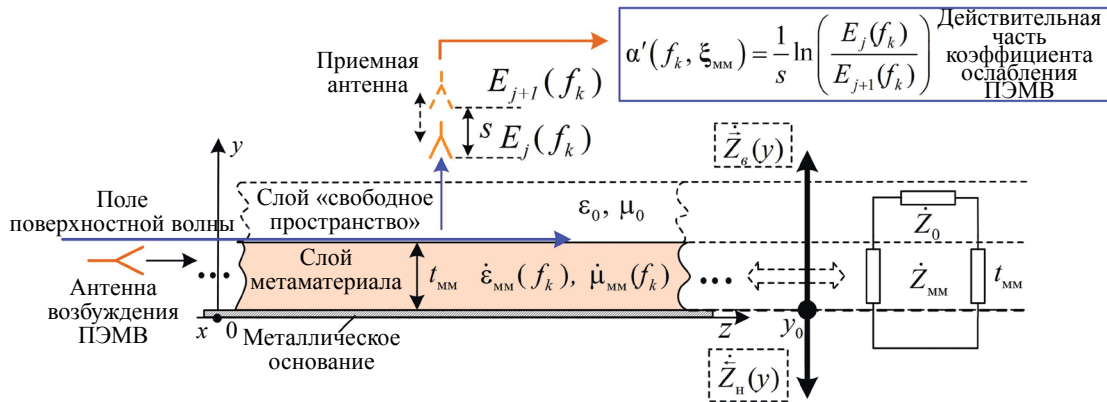 Приемная
антенна
E_{j+1}(f_k)
s E_j(f_k)
α′(f_k, ξ_мм) = 1/s ln(E_j(f_k)/E_{j+1}(f_k))
Действительная
часть
коэффициента
ослабления
ПЭМВ
y
Ż_в(y)
Поле
поверхностной волны
Слой «свободное
пространство»
ε_0, μ_0
Ż_0
Слой
метаматериала
t_мм
ε̇_мм(f_k), μ̇_мм(f_k)
...
...
Ż_мм
t_мм
Антенна
возбуждения
ПЭМВ
x
0
Металлическое
основание
z
y_0
Ż_н(y)